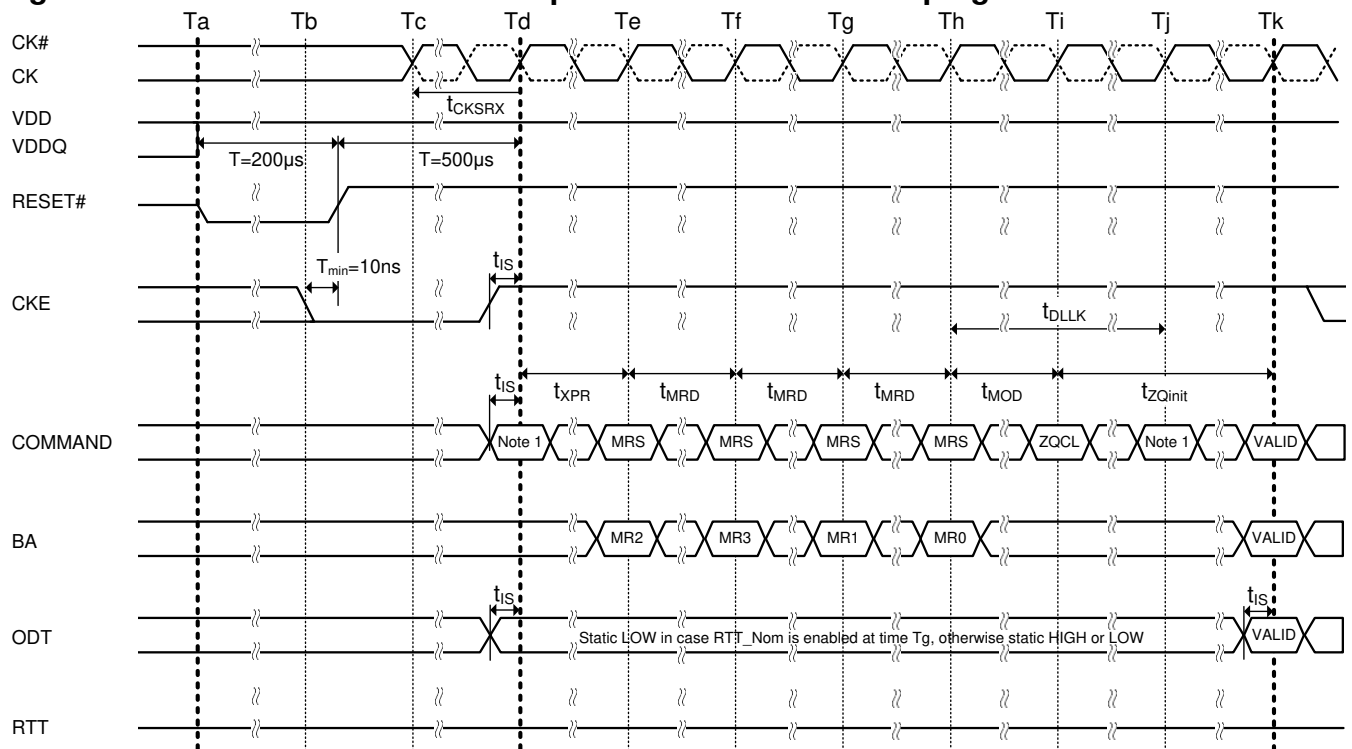 Ta Tb Tc Td Te Tf Tg Th Ti Tj Tk
CK#
CK
tCKSRX
VDD
VDDQ
T=200µs T=500µs
RESET#
Tmin=10ns tIS
CKE
tDLLK
tIS tXPR tMRD tMRD tMRD tMOD tZQinit
COMMAND Note 1 MRS MRS MRS MRS ZQCL Note 1 VALID
BA MR2 MR3 MR1 MR0 VALID
tIS tIS
ODT Static LOW in case RTT_Nom is enabled at time Tg, otherwise static HIGH or LOW VALID
RTT